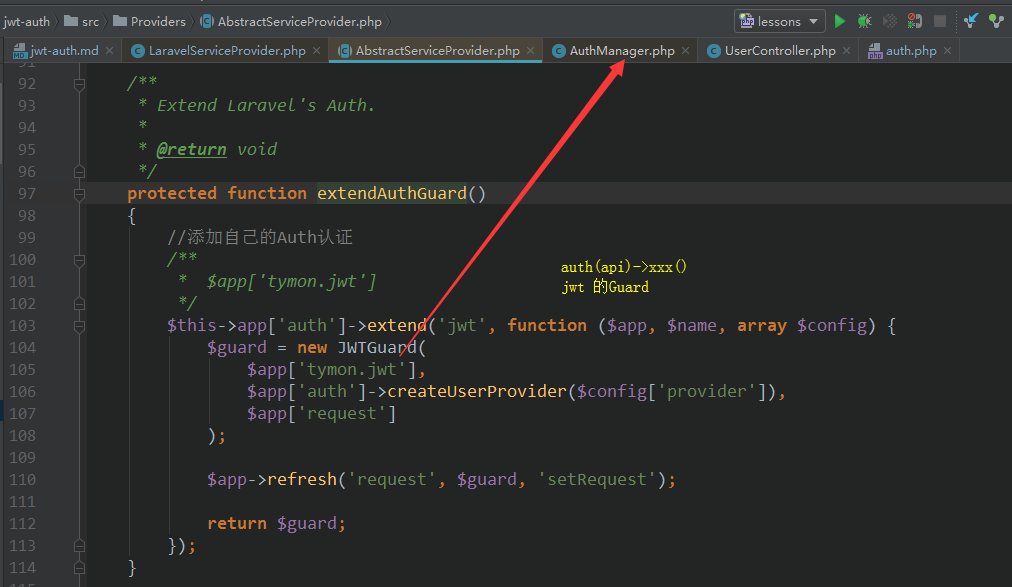 jwt-auth src Providers AbstractServiceProvider.php lessons
jwt-auth.md LaravelServiceProvider.php AbstractServiceProvider.php AuthManager.php UserController.php auth.php
91
92 /**
93 * Extend Laravel's Auth.
94 *
95 * @return void
96 */
97 protected function extendAuthGuard()
98 {
99 //添加自己的Auth认证
100 /**
101 * $app['tymon.jwt']
102 */
auth(api)->xxx()
jwt 的Guard
103 $this->app['auth']->extend('jwt', function ($app, $name, array $config) {
104 $guard = new JWTGuard(
105 $app['tymon.jwt'],
106 $app['auth']->createUserProvider($config['provider']),
107 $app['request']
108 );
109
110 $app->refresh('request', $guard, 'setRequest');
111
112 return $guard;
113 });
114 }
115